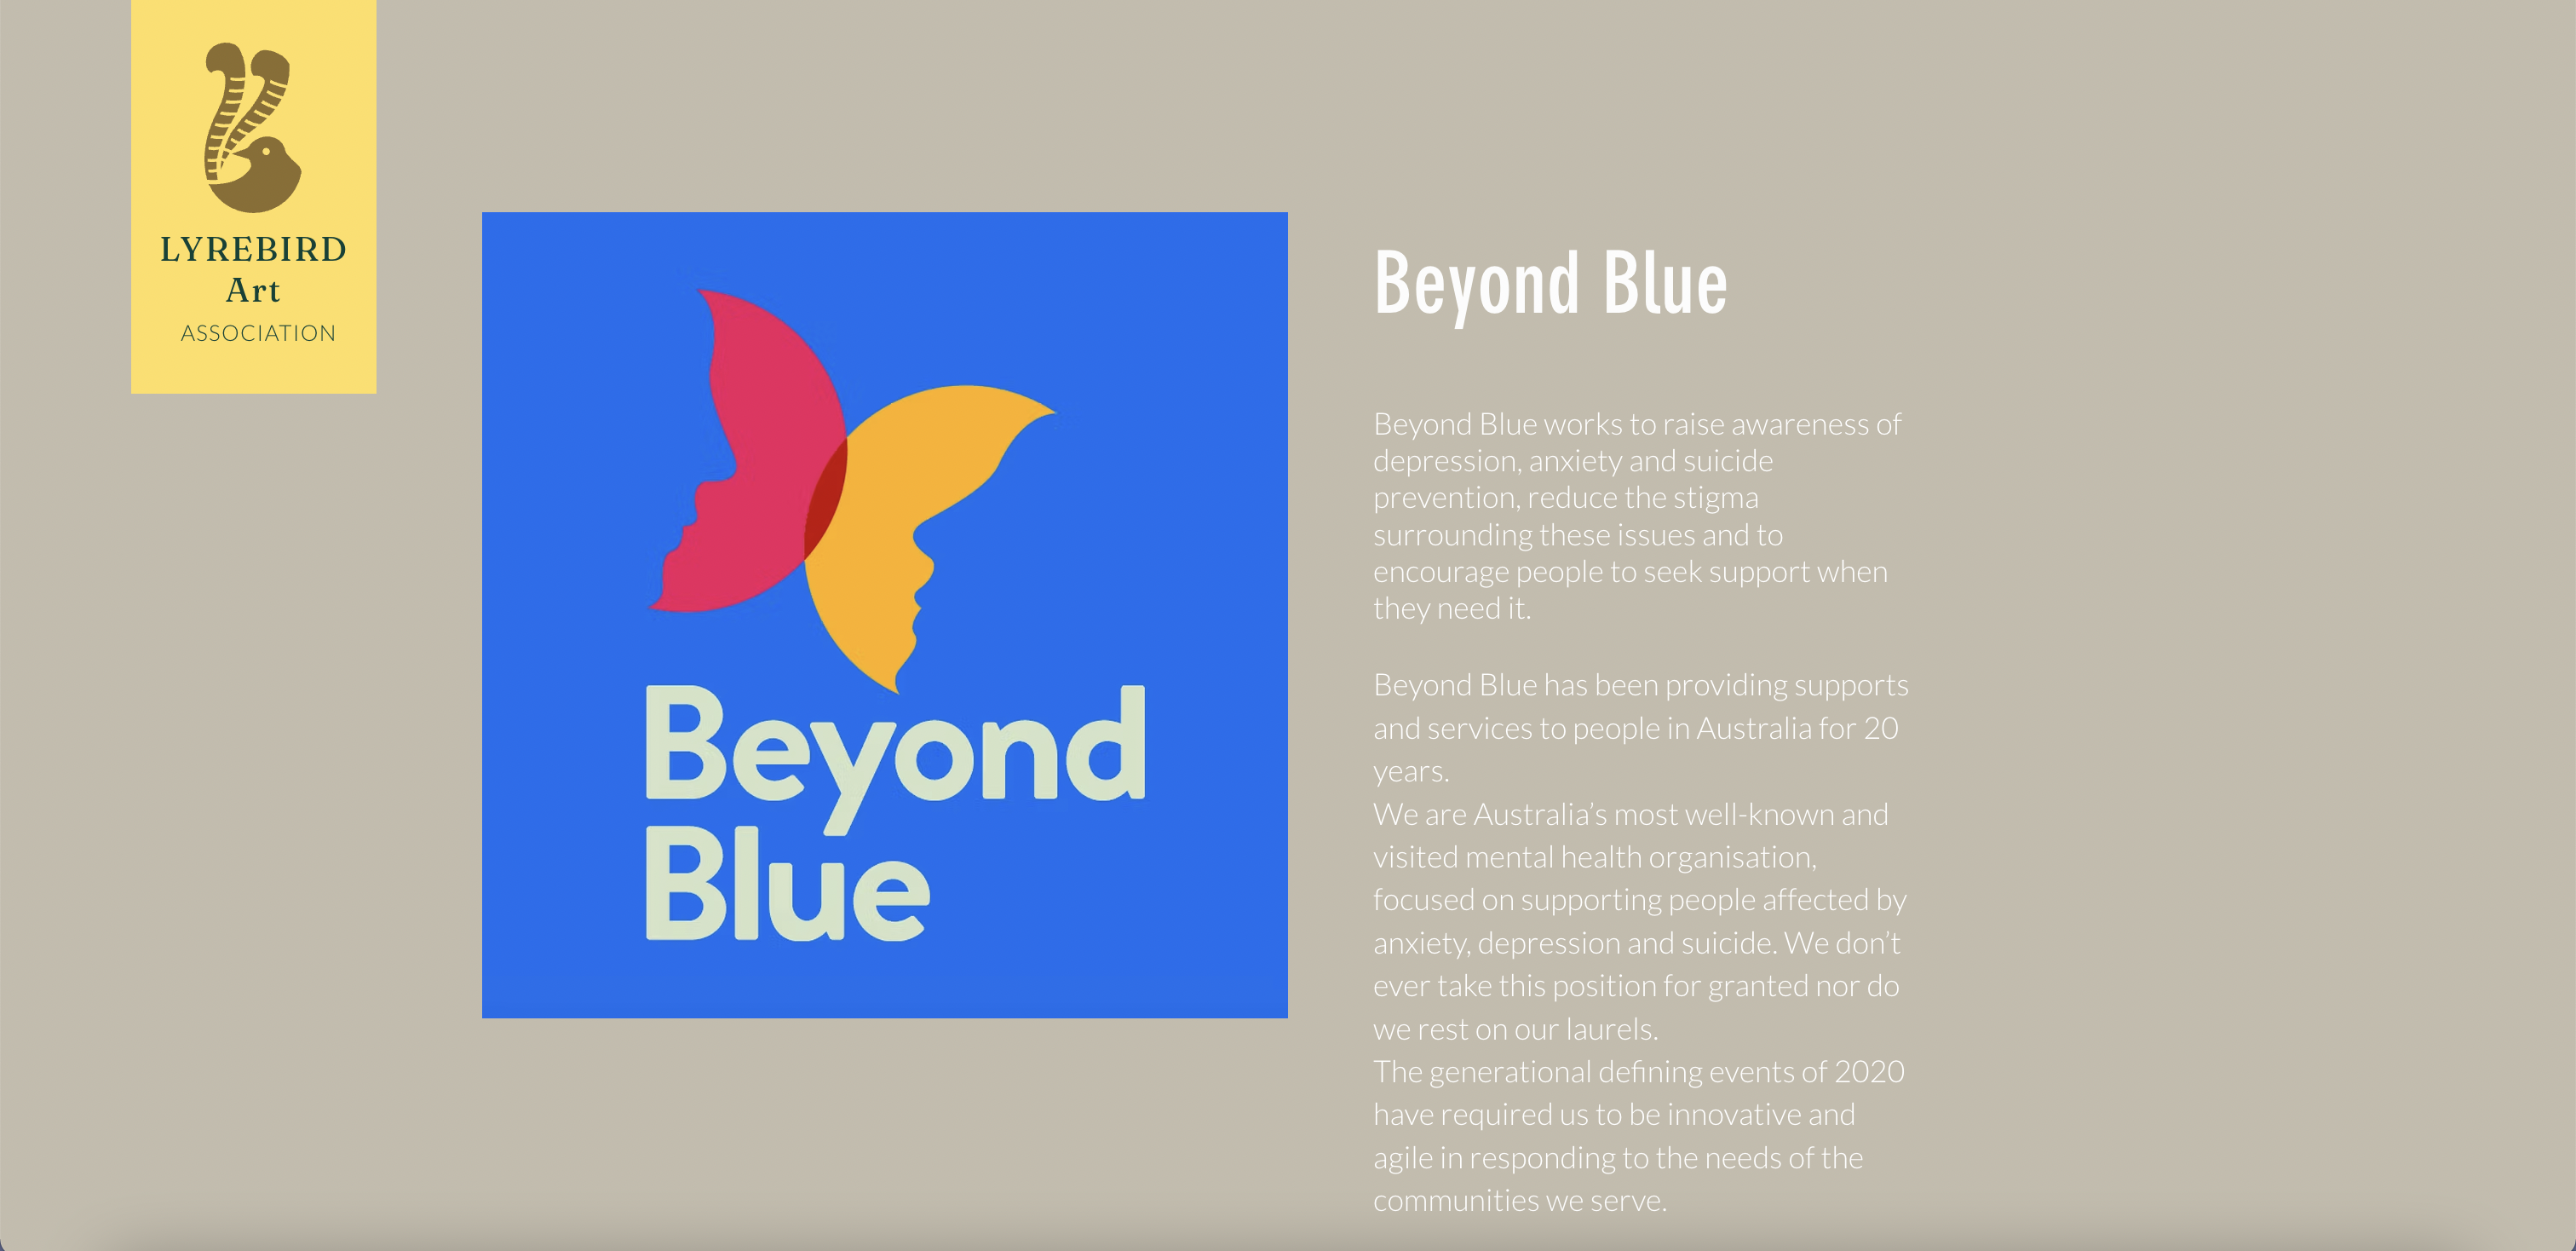 LYREBIRD
Art
ASSOCIATION
Beyond
Blue
Beyond Blue
Beyond Blue works to raise awareness of
depression, anxiety and suicide
prevention, reduce the stigma
surrounding these issues and to
encourage people to seek support when
they need it.
Beyond Blue has been providing supports
and services to people in Australia for 20
years.
We are Australia’s most well-known and
visited mental health organisation,
focused on supporting people affected by
anxiety, depression and suicide. We don’t
ever take this position for granted nor do
we rest on our laurels.
The generational defining events of 2020
have required us to be innovative and
agile in responding to the needs of the
communities we serve.